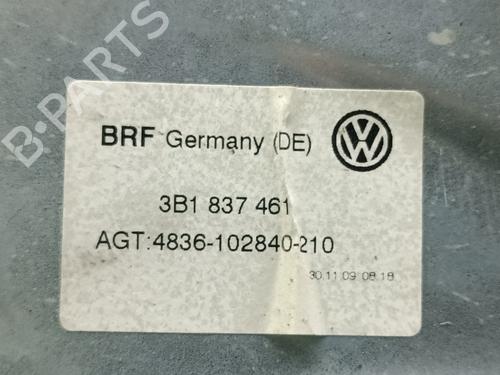 B-PARTS
BRF Germany (DE)
3B1 837 461
AGT:4836-102840-210
30.11.09 08.18